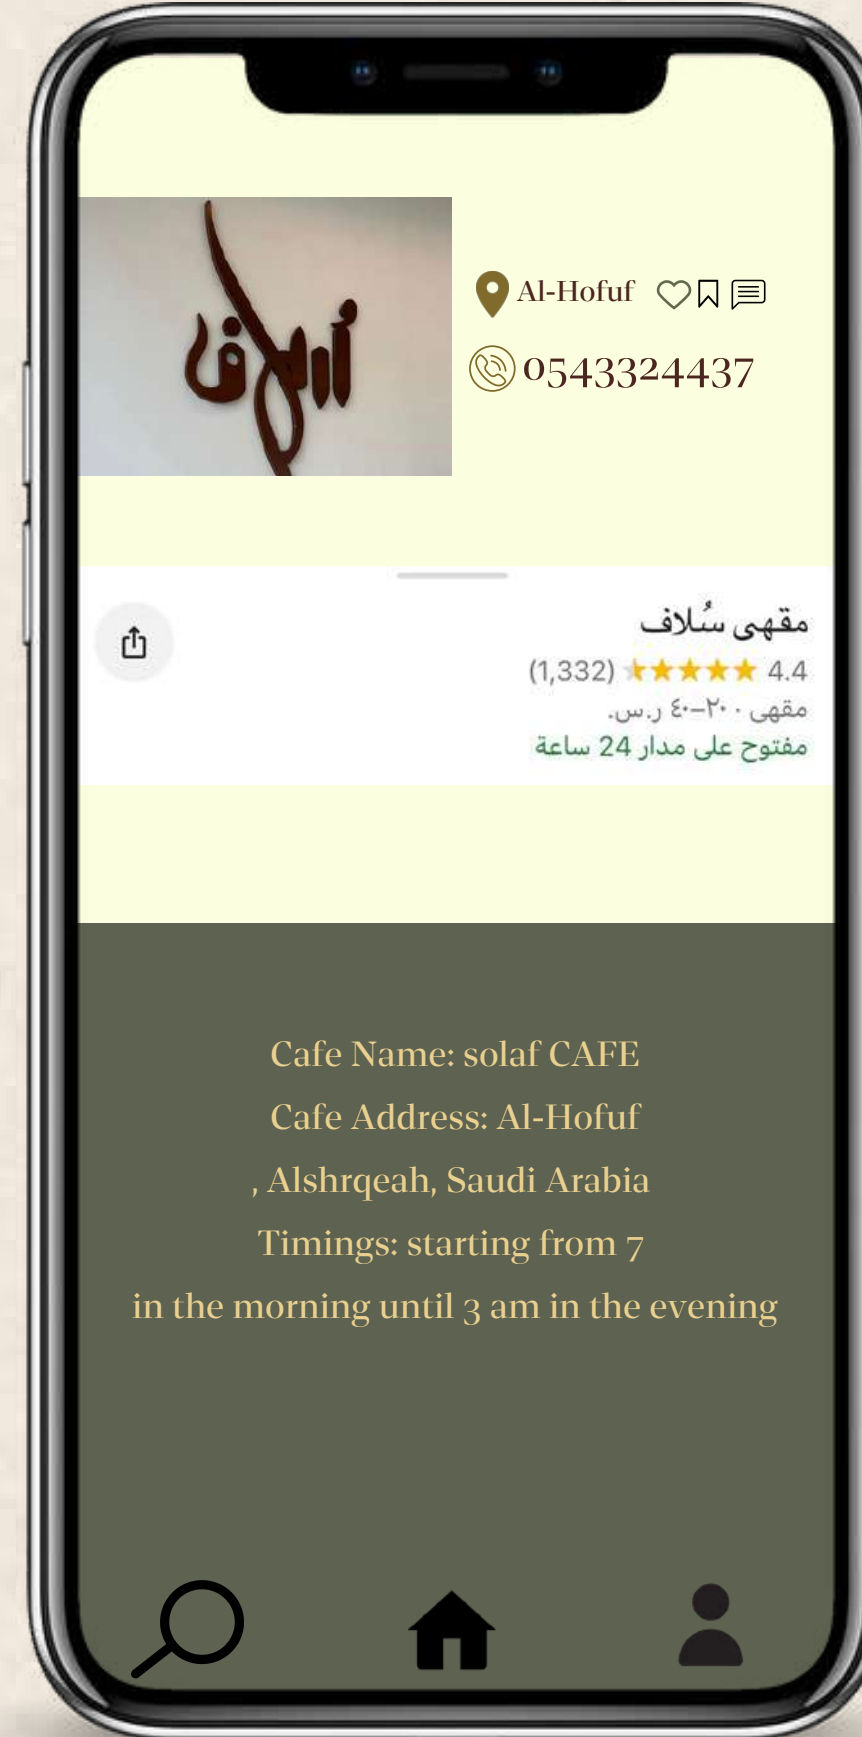 سُلاف
Al-Hofuf
0543324437
مقهى سُلاف
4.4 (1,332)
مقهى · ٢٠–٤٠ ر.س.
مفتوح على مدار 24 ساعة
Cafe Name: solaf CAFE
Cafe Address: Al-Hofuf
, Alshrqeah, Saudi Arabia
Timings: starting from 7
in the morning until 3 am in the evening